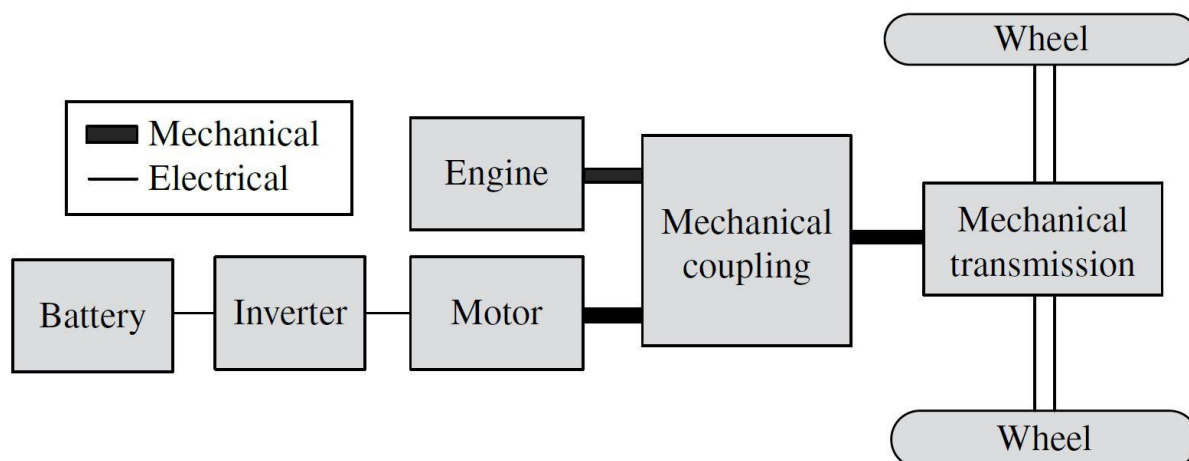 Wheel
Mechanical
Electrical
Engine
Mechanical
coupling
Mechanical
transmission
Battery
Inverter
Motor
Wheel